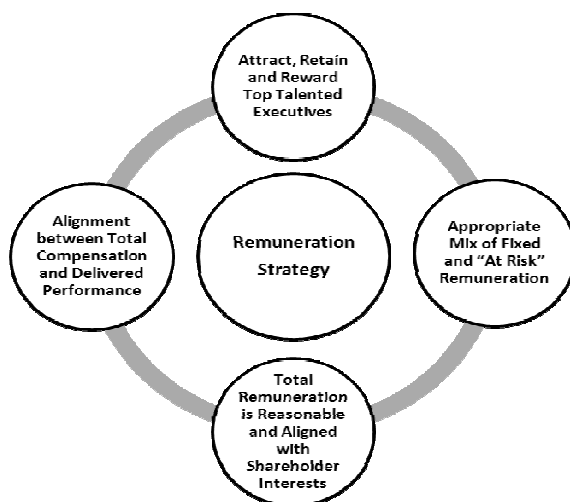 Attract, Retain
and Reward
Top Talented
Executives
Alignment
between Total
Compensation
and Delivered
Performance
Remuneration
Strategy
Appropriate
Mix of Fixed
and “At Risk”
Remuneration
Total
Remuneration
is Reasonable
and Aligned
with
Shareholder
Interests